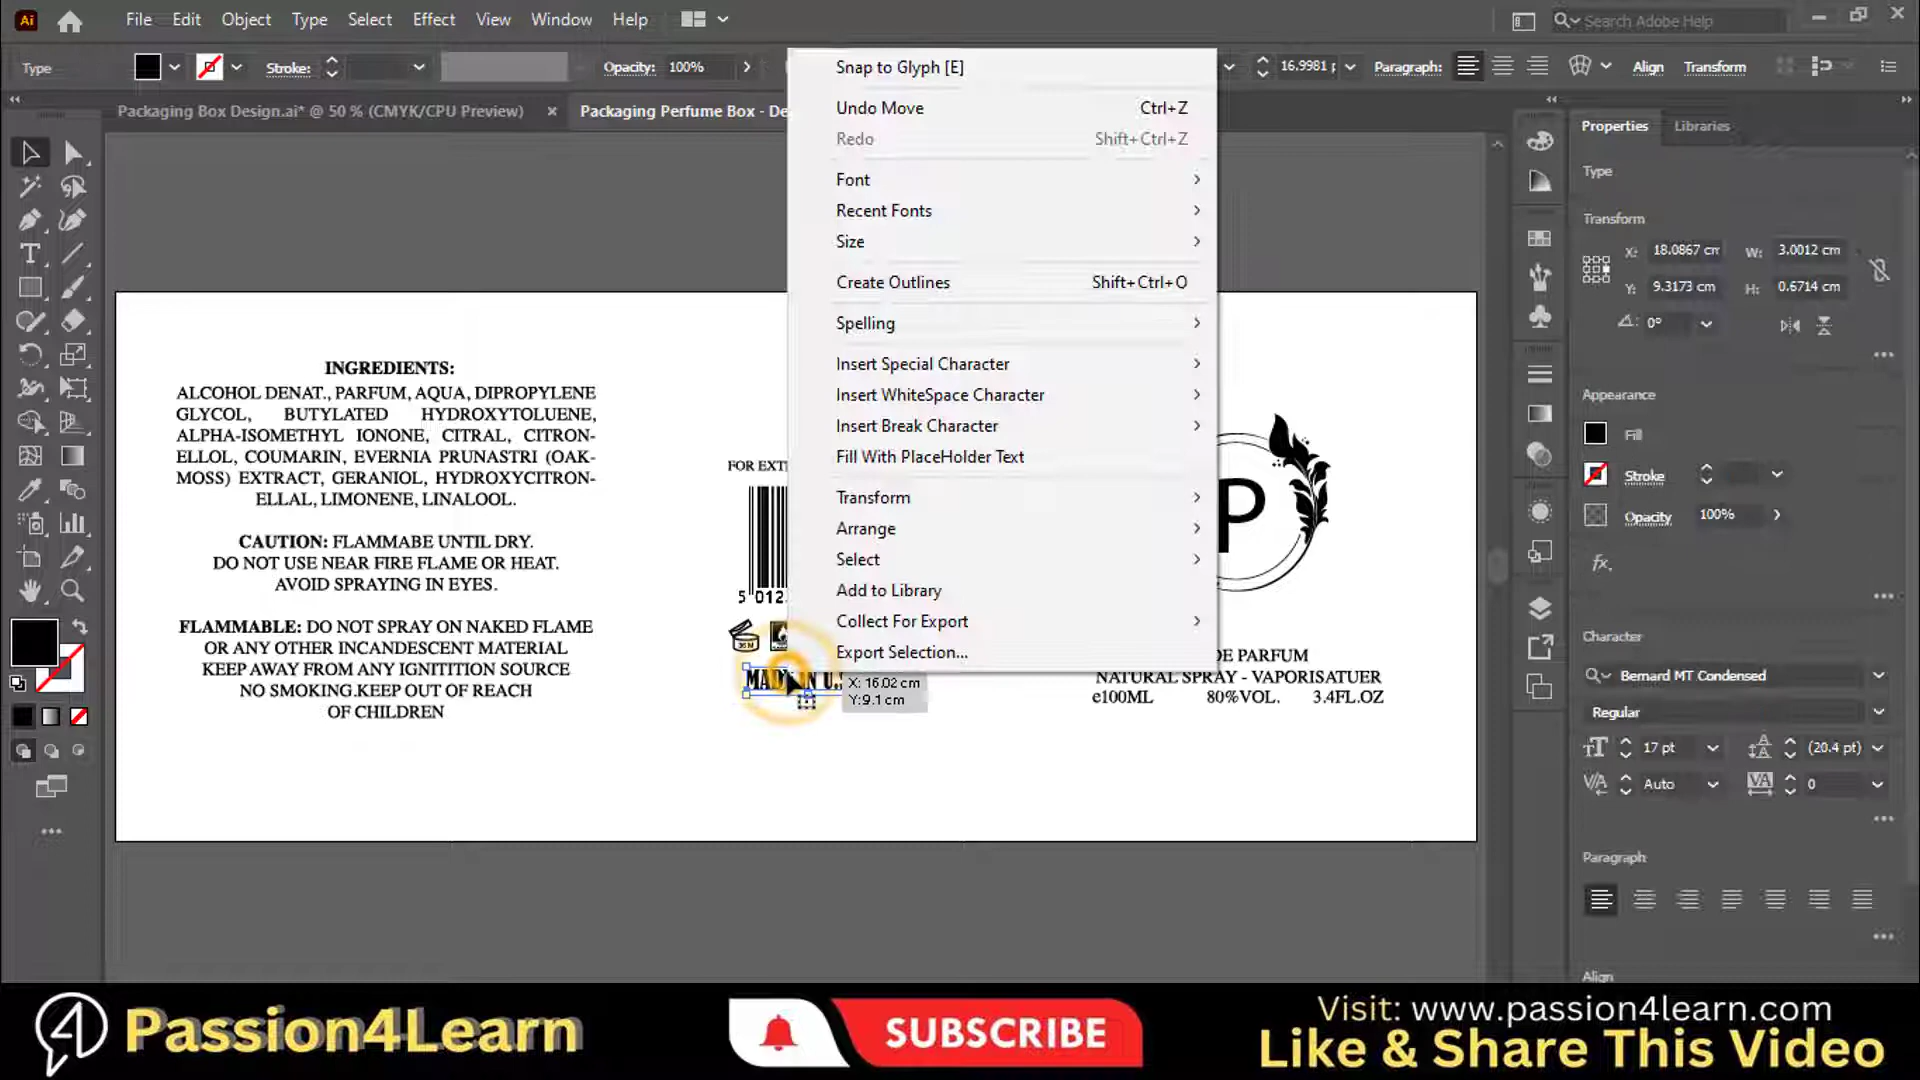 Ai
File Edit Object Type Select Effect View Window Help
Search Adobe Help
Type Stroke: Opacity: 100% 16.9981 p Paragraph: Align Transform
Packaging Box Design.ai* @ 50 % (CMYK/CPU Preview) × Packaging Perfume Box - De
Snap to Glyph [E]
Undo Move Ctrl+Z
Redo Shift+Ctrl+Z
Font
Recent Fonts
Size
Create Outlines Shift+Ctrl+O
Spelling
Insert Special Character
Insert WhiteSpace Character
Insert Break Character
Fill With PlaceHolder Text
Transform
Arrange
Select
Add to Library
Collect For Export
Export Selection...
INGREDIENTS:
ALCOHOL DENAT., PARFUM, AQUA, DIPROPYLENE
GLYCOL, BUTYLATED HYDROXYTOLUENE,
ALPHA-ISOMETHYL IONONE, CITRAL, CITRON-
ELLOL, COUMARIN, EVERNIA PRUNASTRI (OAK-
MOSS) EXTRACT, GERANIOL, HYDROXYCITRON-
ELLAL, LIMONENE, LINALOOL.
CAUTION: FLAMMABE UNTIL DRY.
DO NOT USE NEAR FIRE FLAME OR HEAT.
AVOID SPRAYING IN EYES.
FLAMMABLE: DO NOT SPRAY ON NAKED FLAME
OR ANY OTHER INCANDESCENT MATERIAL
KEEP AWAY FROM ANY IGNTITION SOURCE
NO SMOKING.KEEP OUT OF REACH
OF CHILDREN
FOR EXT
5 012
36 M
MADE IN U.S
X: 16.02 cm
Y:9.1 cm
P
DE PARFUM
NATURAL SPRAY - VAPORISATUER
e100ML 80%VOL. 3.4FL.OZ
Properties Libraries
Type
Transform
X: 18.0867 cm W: 3.0012 cm
Y: 9.3173 cm H: 0.6714 cm
0°
Appearance
Fill
Stroke
Opacity 100%
fx.
Character
Bernard MT Condensed
Regular
17 pt (20.4 pt)
Auto 0
Paragraph
Align
Passion4Learn
SUBSCRIBE
Visit: www.passion4learn.com
Like & Share This Video